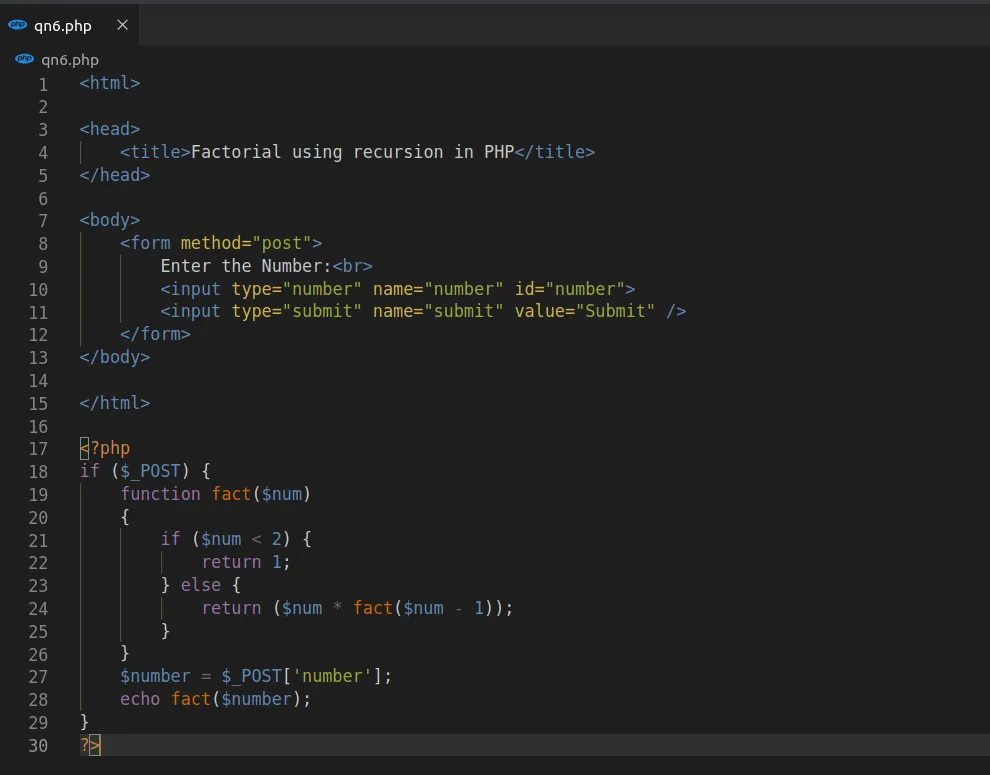 php qn6.php ×
php qn6.php
1 <html>
2
3 <head>
4     <title>Factorial using recursion in PHP</title>
5 </head>
6
7 <body>
8     <form method="post">
9         Enter the Number:<br>
10         <input type="number" name="number" id="number">
11         <input type="submit" name="submit" value="Submit" />
12     </form>
13 </body>
14
15 </html>
16
17 <?php
18 if ($_POST) {
19     function fact($num)
20     {
21         if ($num < 2) {
22             return 1;
23         } else {
24             return ($num * fact($num - 1));
25         }
26     }
27     $number = $_POST['number'];
28     echo fact($number);
29 }
30 ?>